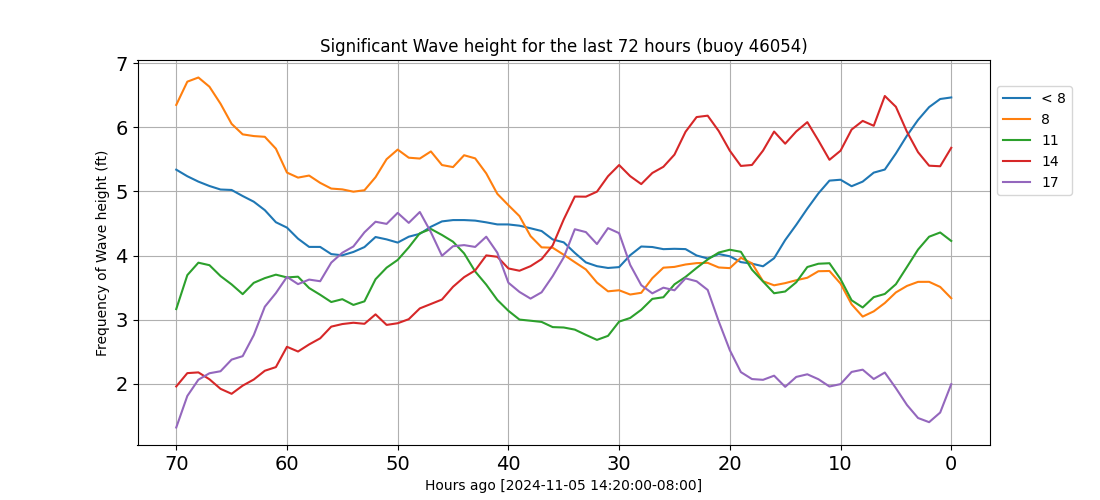 Significant Wave height for the last 72 hours (buoy 46054)
7
6
5
4
3
2
Frequency of Wave height (ft)
70 60 50 40 30 20 10 0
Hours ago [2024-11-05 14:20:00-08:00]
< 8
8
11
14
17